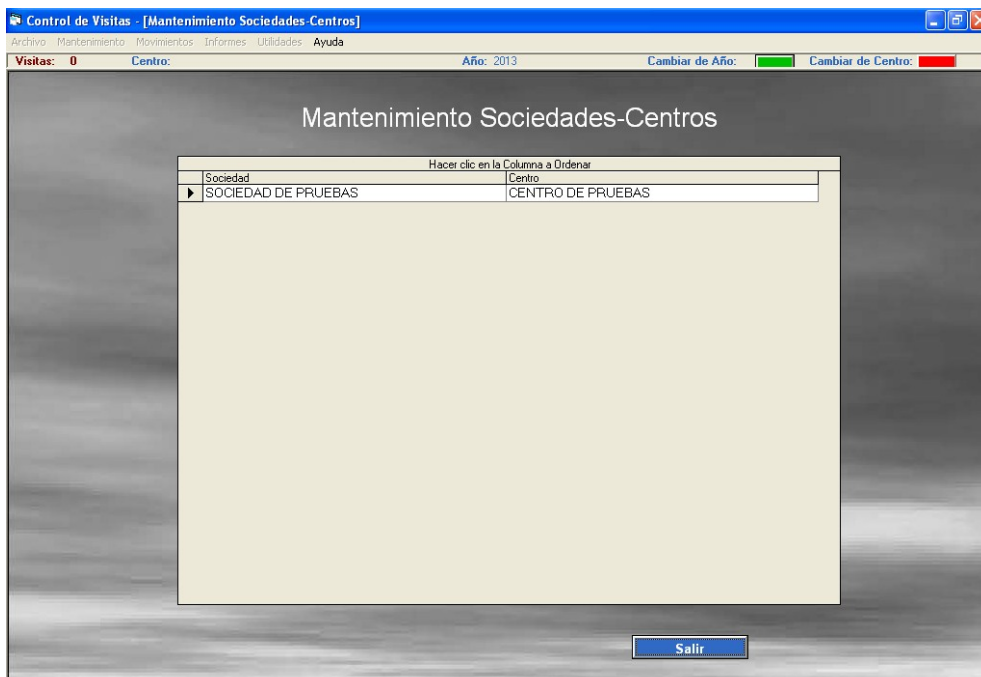 Control de Visitas - [Mantenimiento Sociedades-Centros]
Archivo Mantenimiento Movimientos Informes Utilidades Ayuda
Visitas: 0 Centro: Año: 2013 Cambiar de Año: Cambiar de Centro:
Mantenimiento Sociedades-Centros
Hacer clic en la Columna a Ordenar
Sociedad Centro
SOCIEDAD DE PRUEBAS CENTRO DE PRUEBAS
Salir